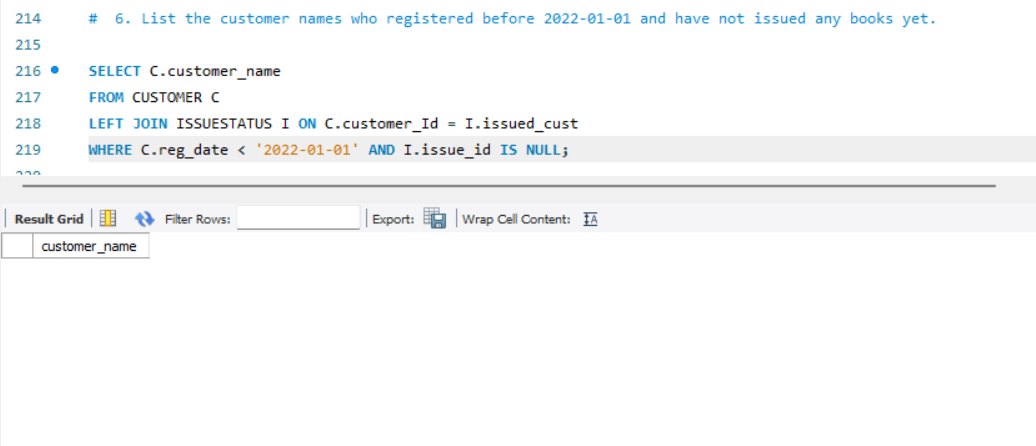 214 # 6. List the customer names who registered before 2022-01-01 and have not issued any books yet.
215
216 SELECT C.customer_name
217 FROM CUSTOMER C
218 LEFT JOIN ISSUESTATUS I ON C.customer_Id = I.issued_cust
219 WHERE C.reg_date < '2022-01-01' AND I.issue_id IS NULL;
Result Grid Filter Rows: Export: Wrap Cell Content: IA
customer_name